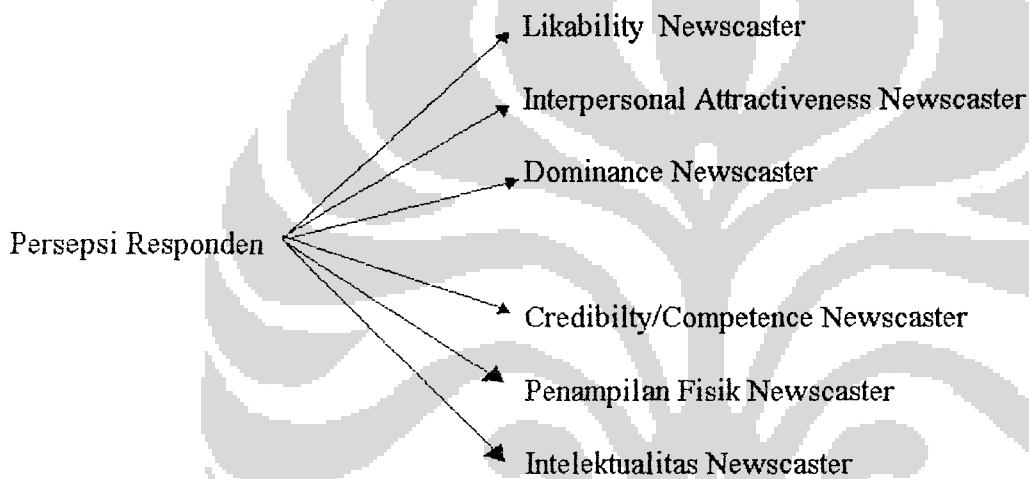 Likability Newscaster
Interpersonal Attractiveness Newscaster
Dominance Newscaster
Persepsi Responden
Credibilty/Competence Newscaster
Penampilan Fisik Newscaster
Intelektualitas Newscaster